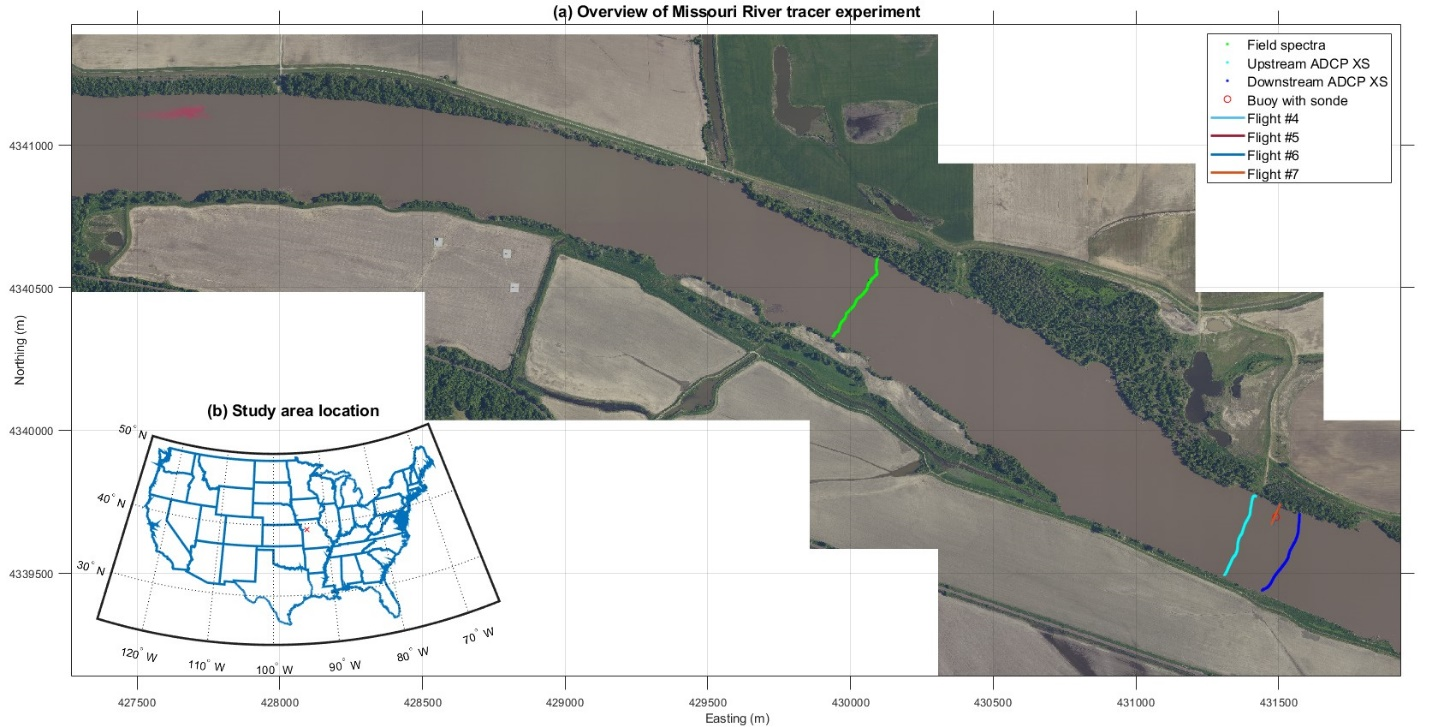 (a) Overview of Missouri River tracer experiment
Field spectra
Upstream ADCP XS
Downstream ADCP XS
Buoy with sonde
Flight #4
Flight #5
Flight #6
Flight #7
4341000
4340500
4340000
4339500
Northing (m)
(b) Study area location
50° N
40° N
30° N
120° W
110° W
100° W
90° W
80° W
70° W
427500
428000
428500
429000
429500
430000
430500
431000
431500
Easting (m)